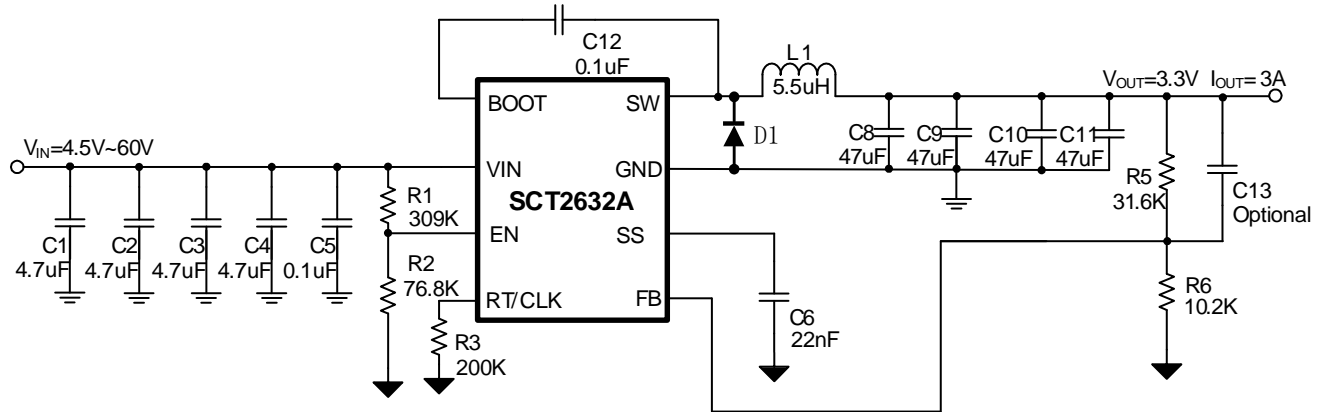 C12
0.1uF
L1
5.5uH
VOUT=3.3V IOUT= 3A
BOOT
SW
D1
C8
47uF
C9
47uF
C10
47uF
C11
47uF
VIN=4.5V~60V
VIN
GND
SCT2632A
R1
309K
EN
SS
R5
31.6K
C13
Optional
C1
4.7uF
C2
4.7uF
C3
4.7uF
C4
4.7uF
C5
0.1uF
R2
76.8K
RT/CLK
FB
R3
200K
C6
22nF
R6
10.2K